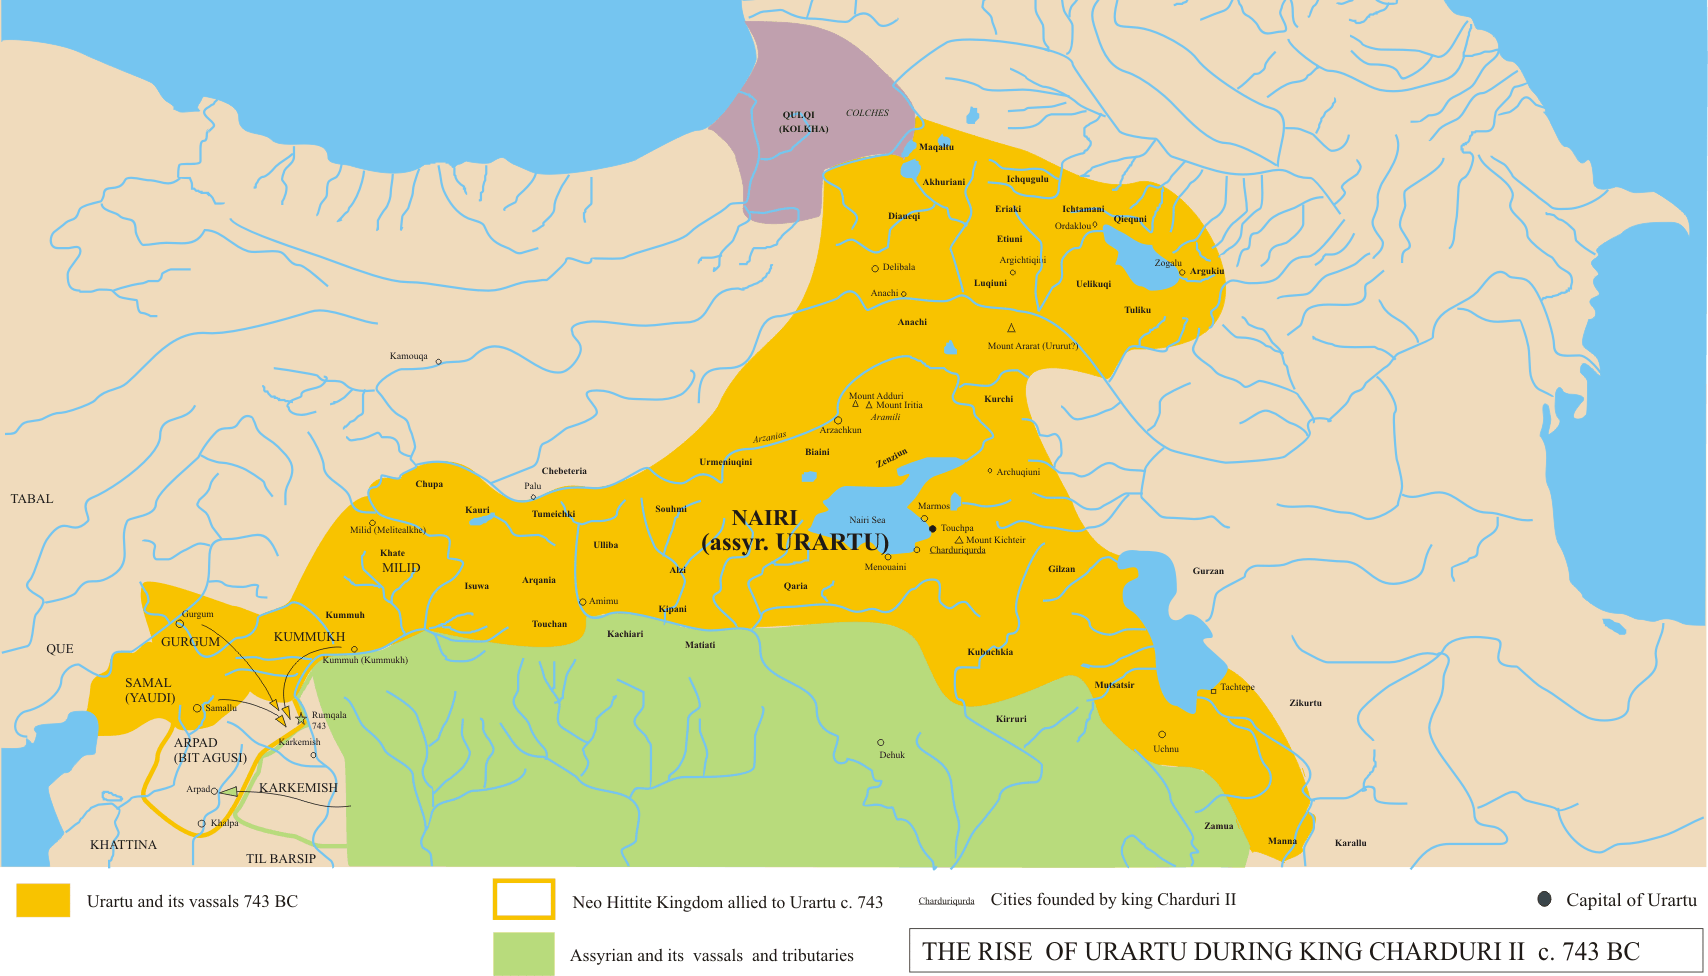 QULQI
(KOLKHA)
COLCHES
Maqaltu
Akhuriani
Ichqugulu
Diaueqi
Eriaki
Ichtamani
Qiequni
Ordaklou
Etiuni
Argichtiqini
Delibala
Zogalu
Argukiu
Luqiuni
Uelikuqi
Anachi
Tuliku
Anachi
Mount Ararat (Ururut?)
Kamouqa
Mount Adduri
Mount Iritia
Aramili
Kurchi
Arzachkun
Arzanias
Biaini
Zenziun
Urmeniuqini
Chebeteria
Archuqiuni
Chupa
Palu
TABAL
Kauri
Tumeichki
Souhmi
NAIRI
(assyr. URARTU)
Nairi Sea
Marmos
Touchpa
Mount Kichteir
Charduriqurda
Milid (Melitealkhe)
Khate
MILID
Ulliba
Menouaini
Alzi
Gilzan
Gurzan
Isuwa
Arqania
Qaria
Amimu
Kipani
Gurgum
Kummuh
Touchan
GURGUM
KUMMUKH
Kachiari
Matiati
QUE
Kummuh (Kummukh)
Kubuchkia
SAMAL
(YAUDI)
Mutsatsir
Tachtepe
Samallu
Rumqala
743
Zikurtu
Kirruri
ARPAD
(BIT AGUSI)
Karkemish
Dehuk
Uchnu
Arpad
KARKEMISH
Khalpa
Zamua
KHATTINA
Manna
Karallu
TIL BARSIP
Urartu and its vassals 743 BC
Neo Hittite Kingdom allied to Urartu c. 743
Charduriqurda
Cities founded by king Charduri II
Capital of Urartu
Assyrian and its vassals and tributaries
THE RISE OF URARTU DURING KING CHARDURI II c. 743 BC